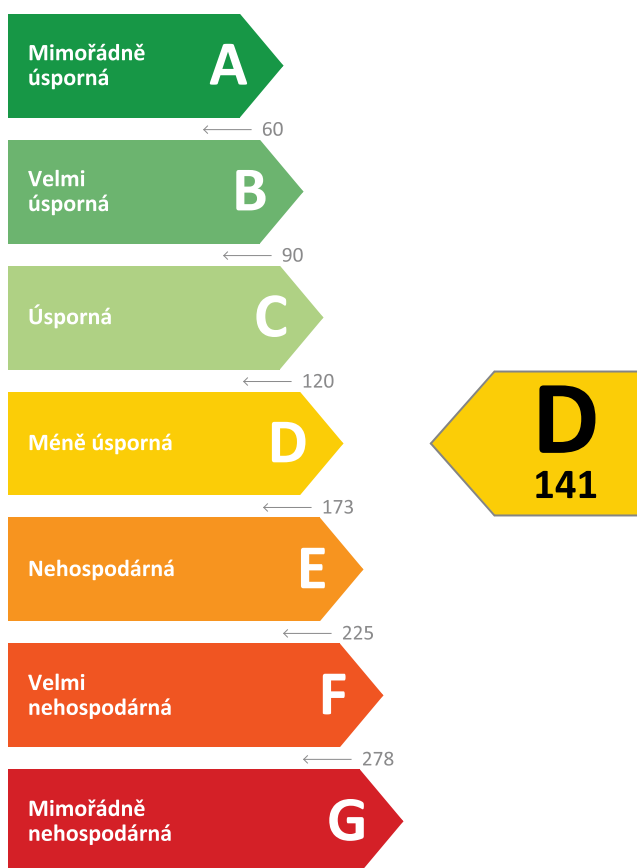 Mimořádně
úsporná
A
60
Velmi
úsporná
B
90
Úsporná
C
120
Méně úsporná
D
D
141
173
Nehospodárná
E
225
Velmi
nehospodárná
F
278
Mimořádně
nehospodárná
G